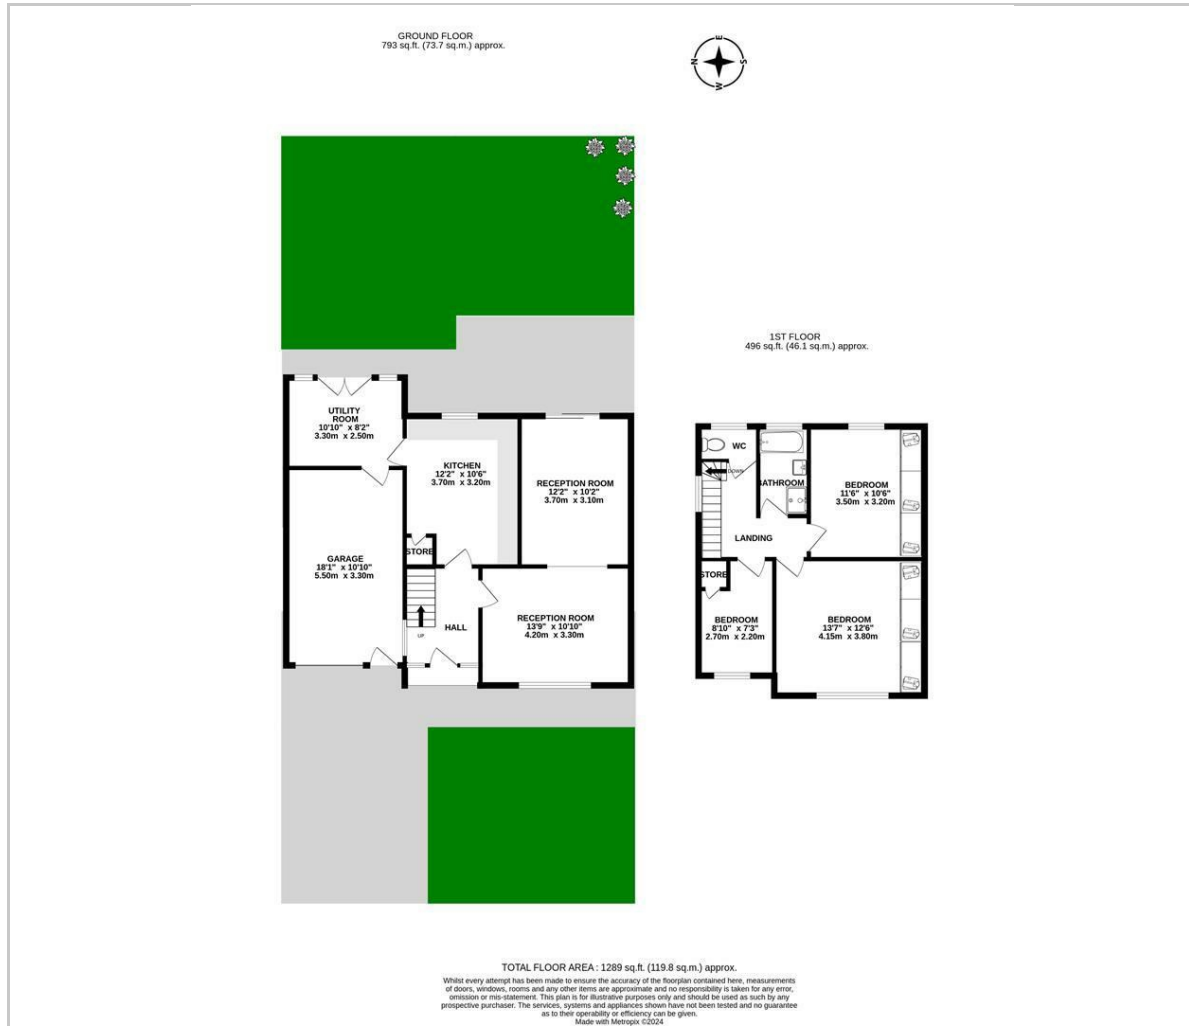 GROUND FLOOR
793 sq.ft. (73.7 sq.m.) approx.
E
N
S
W
1ST FLOOR
496 sq.ft. (46.1 sq.m.) approx.
UTILITY
ROOM
10'10" x 8'2"
3.30m x 2.50m
KITCHEN
12'2" x 10'6"
3.70m x 3.20m
RECEPTION ROOM
12'2" x 10'2"
3.70m x 3.10m
STORE
GARAGE
18'1" x 10'10"
5.50m x 3.30m
UP
HALL
RECEPTION ROOM
13'9" x 10'10"
4.20m x 3.30m
WC
DOWN
BATHROOM
BEDROOM
11'6" x 10'6"
3.50m x 3.20m
LANDING
STORE
BEDROOM
8'10" x 7'3"
2.70m x 2.20m
BEDROOM
13'7" x 12'6"
4.15m x 3.80m
TOTAL FLOOR AREA : 1289 sq.ft. (119.8 sq.m.) approx.
Whilst every attempt has been made to ensure the accuracy of the floorplan contained here, measurements
of doors, windows, rooms and any other items are approximate and no responsibility is taken for any error,
omission or mis-statement. This plan is for illustrative purposes only and should be used as such by any
prospective purchaser. The services, systems and appliances shown have not been tested and no guarantee
as to their operability or efficiency can be given.
Made with Metropix ©2024